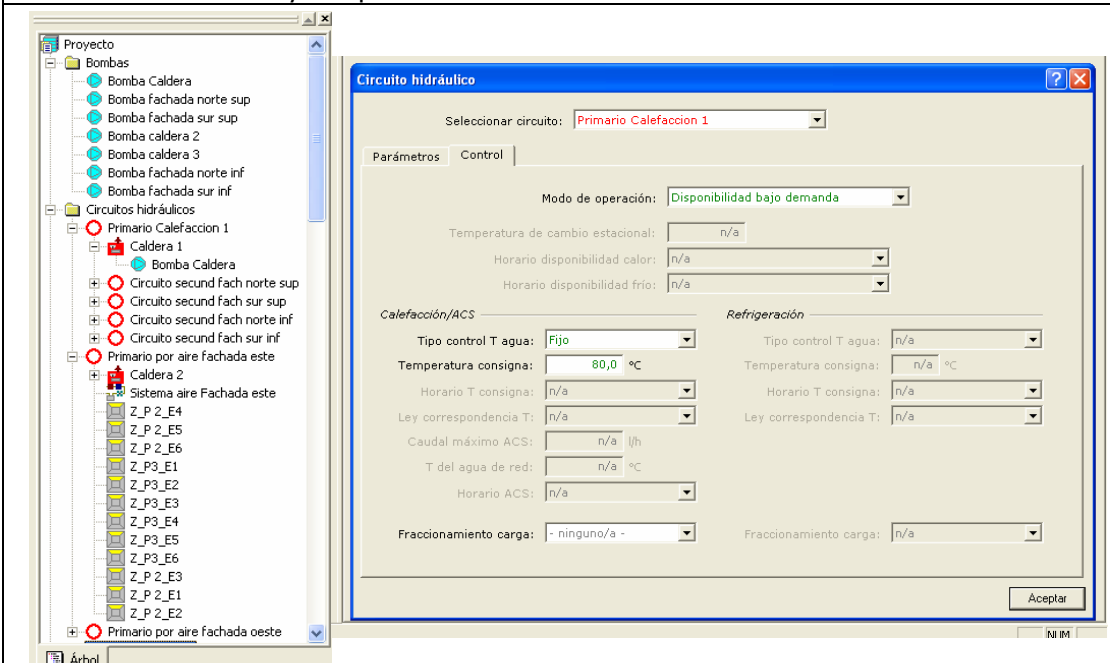 Proyecto
Bombas
Bomba Caldera
Bomba fachada norte sup
Bomba fachada sur sup
Bomba caldera 2
Bomba caldera 3
Bomba fachada norte inf
Bomba fachada sur inf
Circuitos hidráulicos
Primario Calefaccion 1
Caldera 1
Bomba Caldera
Circuito secund fach norte sup
Circuito secund fach sur sup
Circuito secund fach norte inf
Circuito secund fach sur inf
Primario por aire fachada este
Caldera 2
Sistema aire Fachada este
Z_P 2_E4
Z_P 2_E5
Z_P 2_E6
Z_P3_E1
Z_P3_E2
Z_P3_E3
Z_P3_E4
Z_P3_E5
Z_P3_E6
Z_P 2_E3
Z_P 2_E1
Z_P 2_E2
Primario por aire fachada oeste
Árbol
Circuito hidráulico
Seleccionar circuito: Primario Calefaccion 1
Parámetros Control
Modo de operación: Disponibilidad bajo demanda
Temperatura de cambio estacional: n/a
Horario disponibilidad calor: n/a
Horario disponibilidad frío: n/a
Calefacción/ACS Refrigeración
Tipo control T agua: Fijo Tipo control T agua: n/a
Temperatura consigna: 80,0 ºC Temperatura consigna: n/a ºC
Horario T consigna: n/a Horario T consigna: n/a
Ley correspondencia T: n/a Ley correspondencia T: n/a
Caudal máximo ACS: n/a l/h
T del agua de red: n/a ºC
Horario ACS: n/a
Fraccionamiento carga: - ninguno/a - Fraccionamiento carga: n/a
Aceptar
NUM